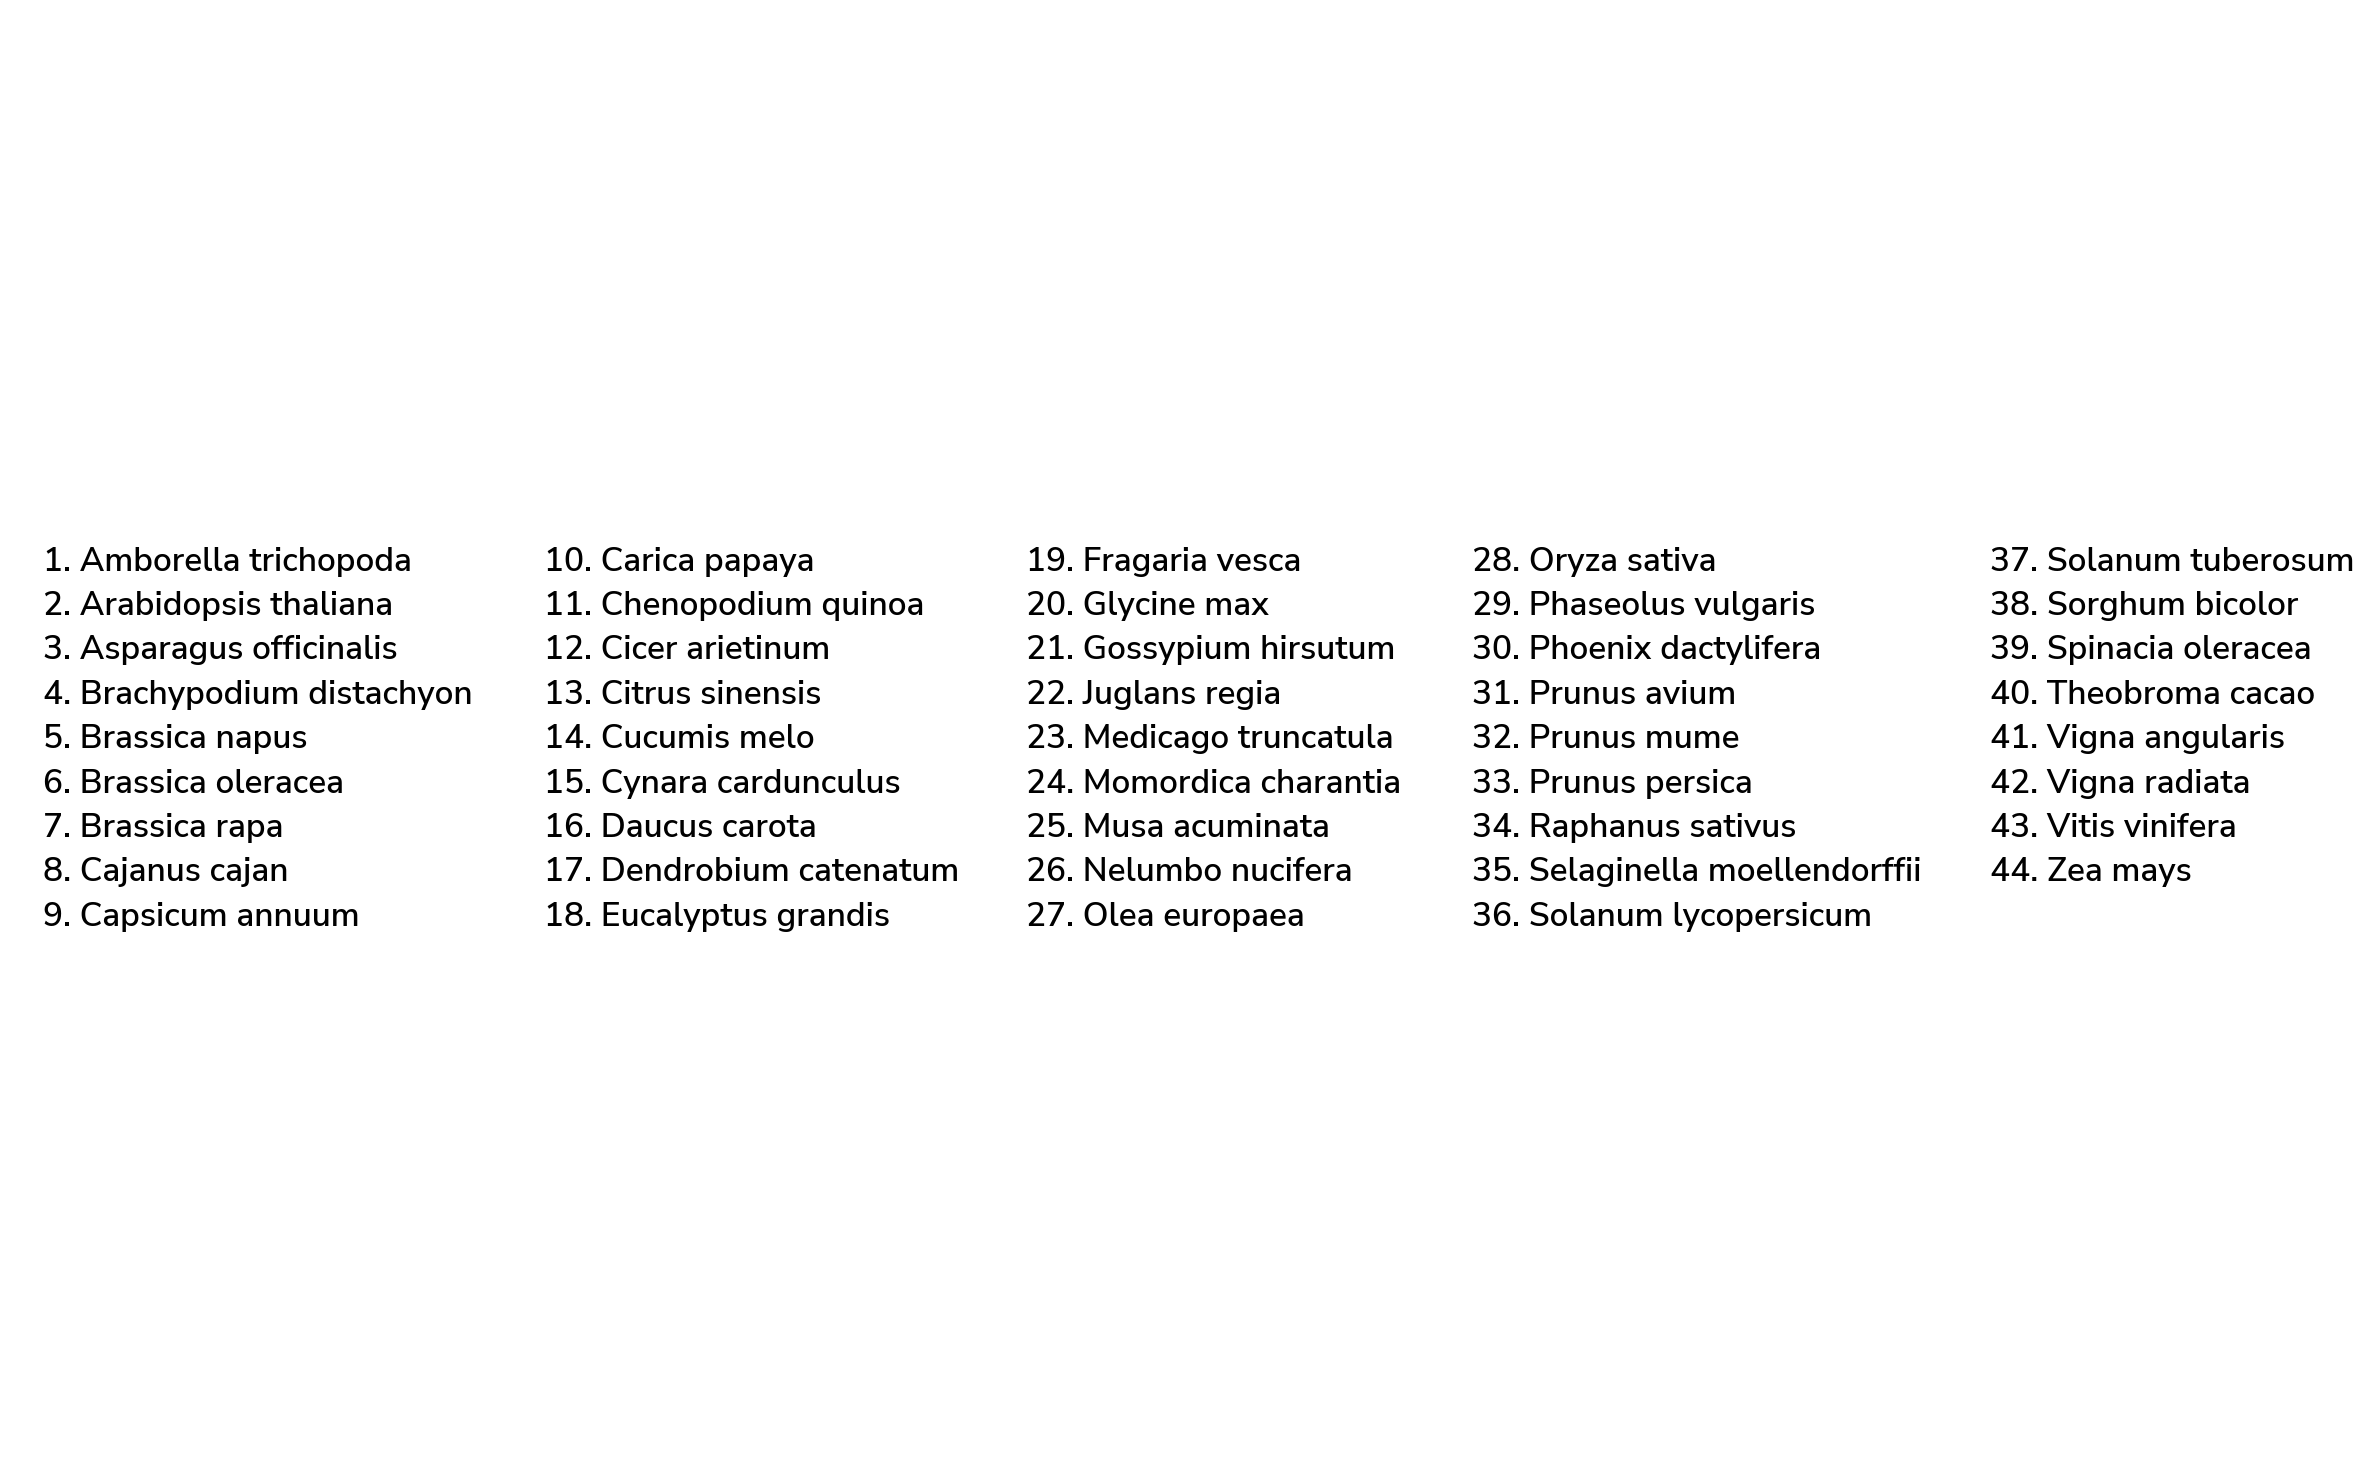 1. Amborella trichopoda
2. Arabidopsis thaliana
3. Asparagus officinalis
4. Brachypodium distachyon
5. Brassica napus
6. Brassica oleracea
7. Brassica rapa
8. Cajanus cajan
9. Capsicum annuum
10. Carica papaya
11. Chenopodium quinoa
12. Cicer arietinum
13. Citrus sinensis
14. Cucumis melo
15. Cynara cardunculus
16. Daucus carota
17. Dendrobium catenatum
18. Eucalyptus grandis
19. Fragaria vesca
20. Glycine max
21. Gossypium hirsutum
22. Juglans regia
23. Medicago truncatula
24. Momordica charantia
25. Musa acuminata
26. Nelumbo nucifera
27. Olea europaea
28. Oryza sativa
29. Phaseolus vulgaris
30. Phoenix dactylifera
31. Prunus avium
32. Prunus mume
33. Prunus persica
34. Raphanus sativus
35. Selaginella moellendorffii
36. Solanum lycopersicum
37. Solanum tuberosum
38. Sorghum bicolor
39. Spinacia oleracea
40. Theobroma cacao
41. Vigna angularis
42. Vigna radiata
43. Vitis vinifera
44. Zea mays